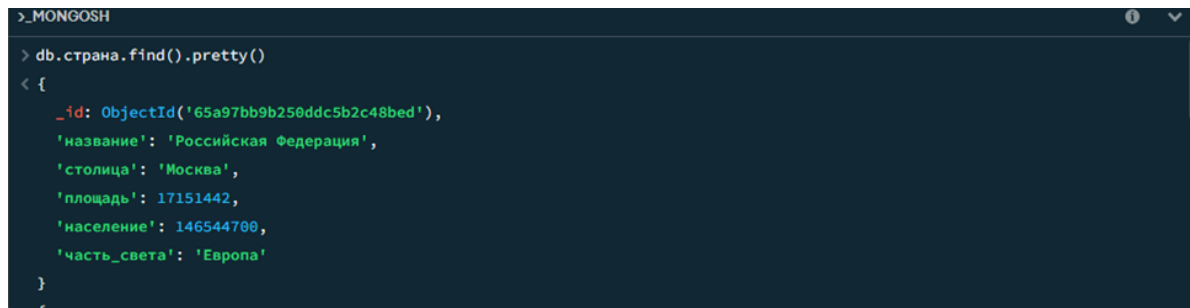 >_MONGOSH
> db.страна.find().pretty()
< {
_id: ObjectId('65a97bb9b250ddc5b2c48bed'),
'название': 'Российская Федерация',
'столица': 'Москва',
'площадь': 17151442,
'население': 146544700,
'часть_света': 'Европа'
}
{